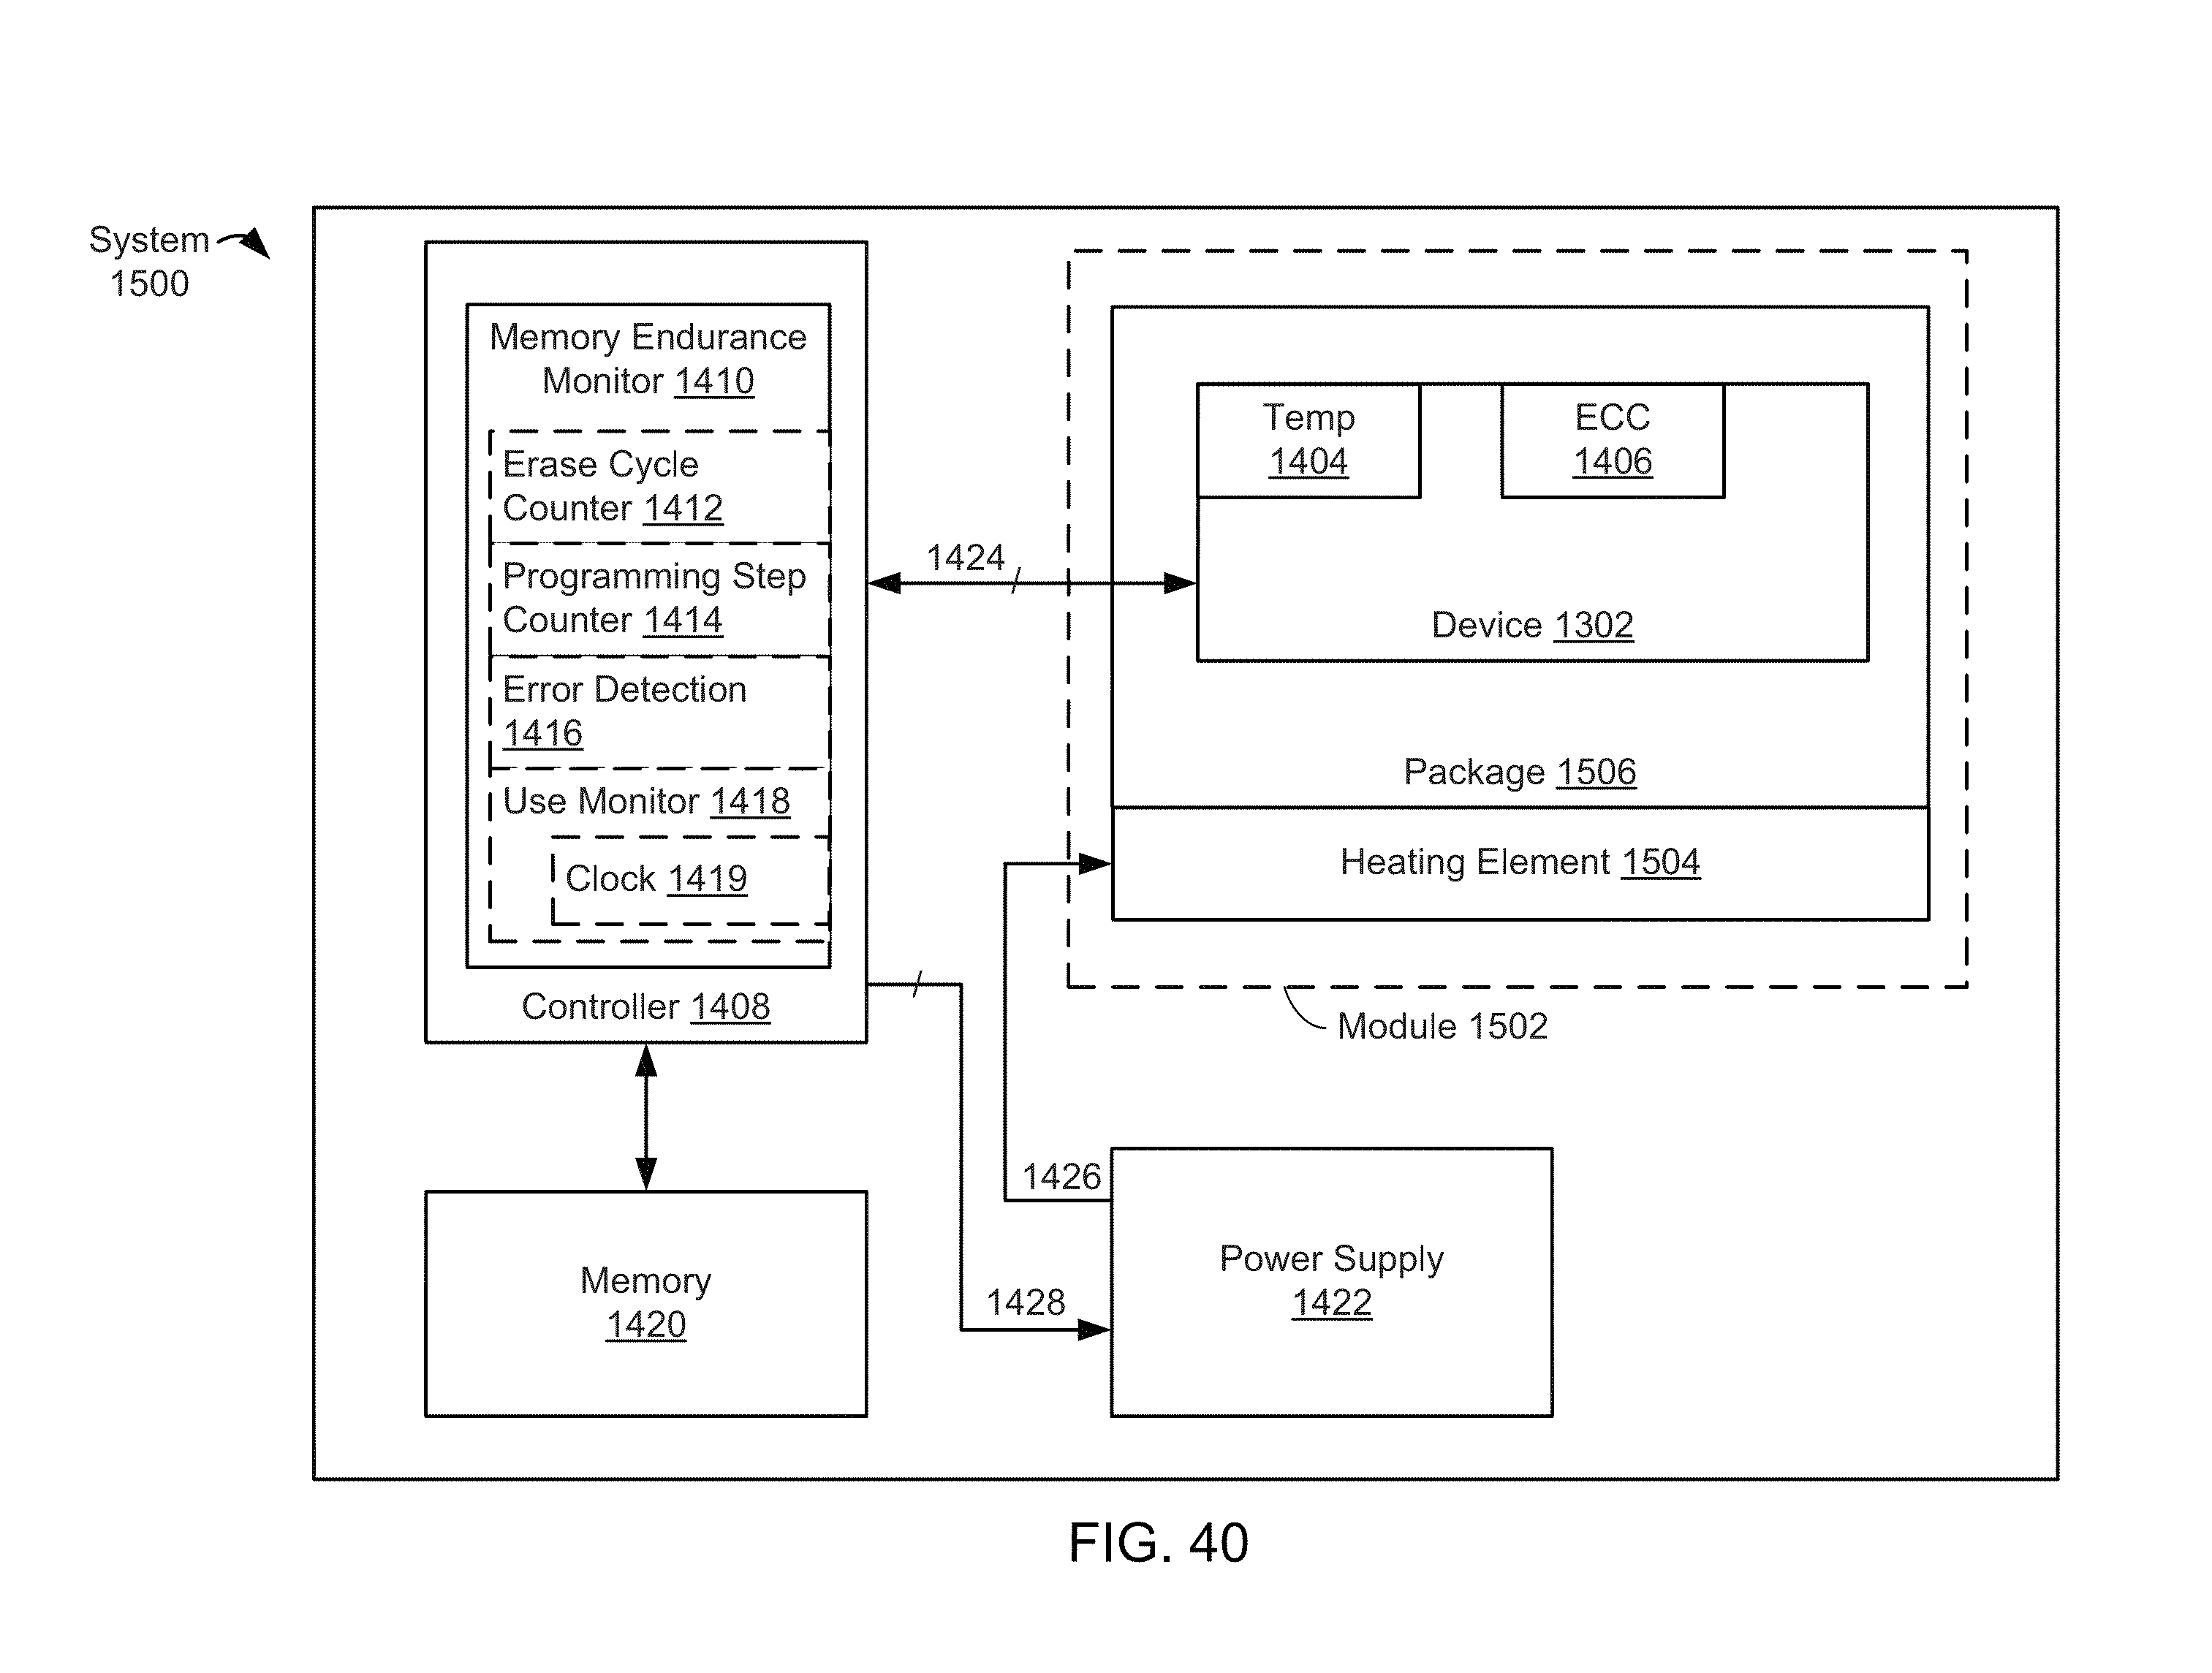 System
1500
Memory Endurance
Monitor 1410
Erase Cycle
Counter 1412
Programming Step
Counter 1414
Error Detection
1416
Use Monitor 1418
Clock 1419
Controller 1408
1424
Temp
1404
ECC
1406
Device 1302
Package 1506
Heating Element 1504
Module 1502
Memory
1420
1426
1428
Power Supply
1422
FIG. 40